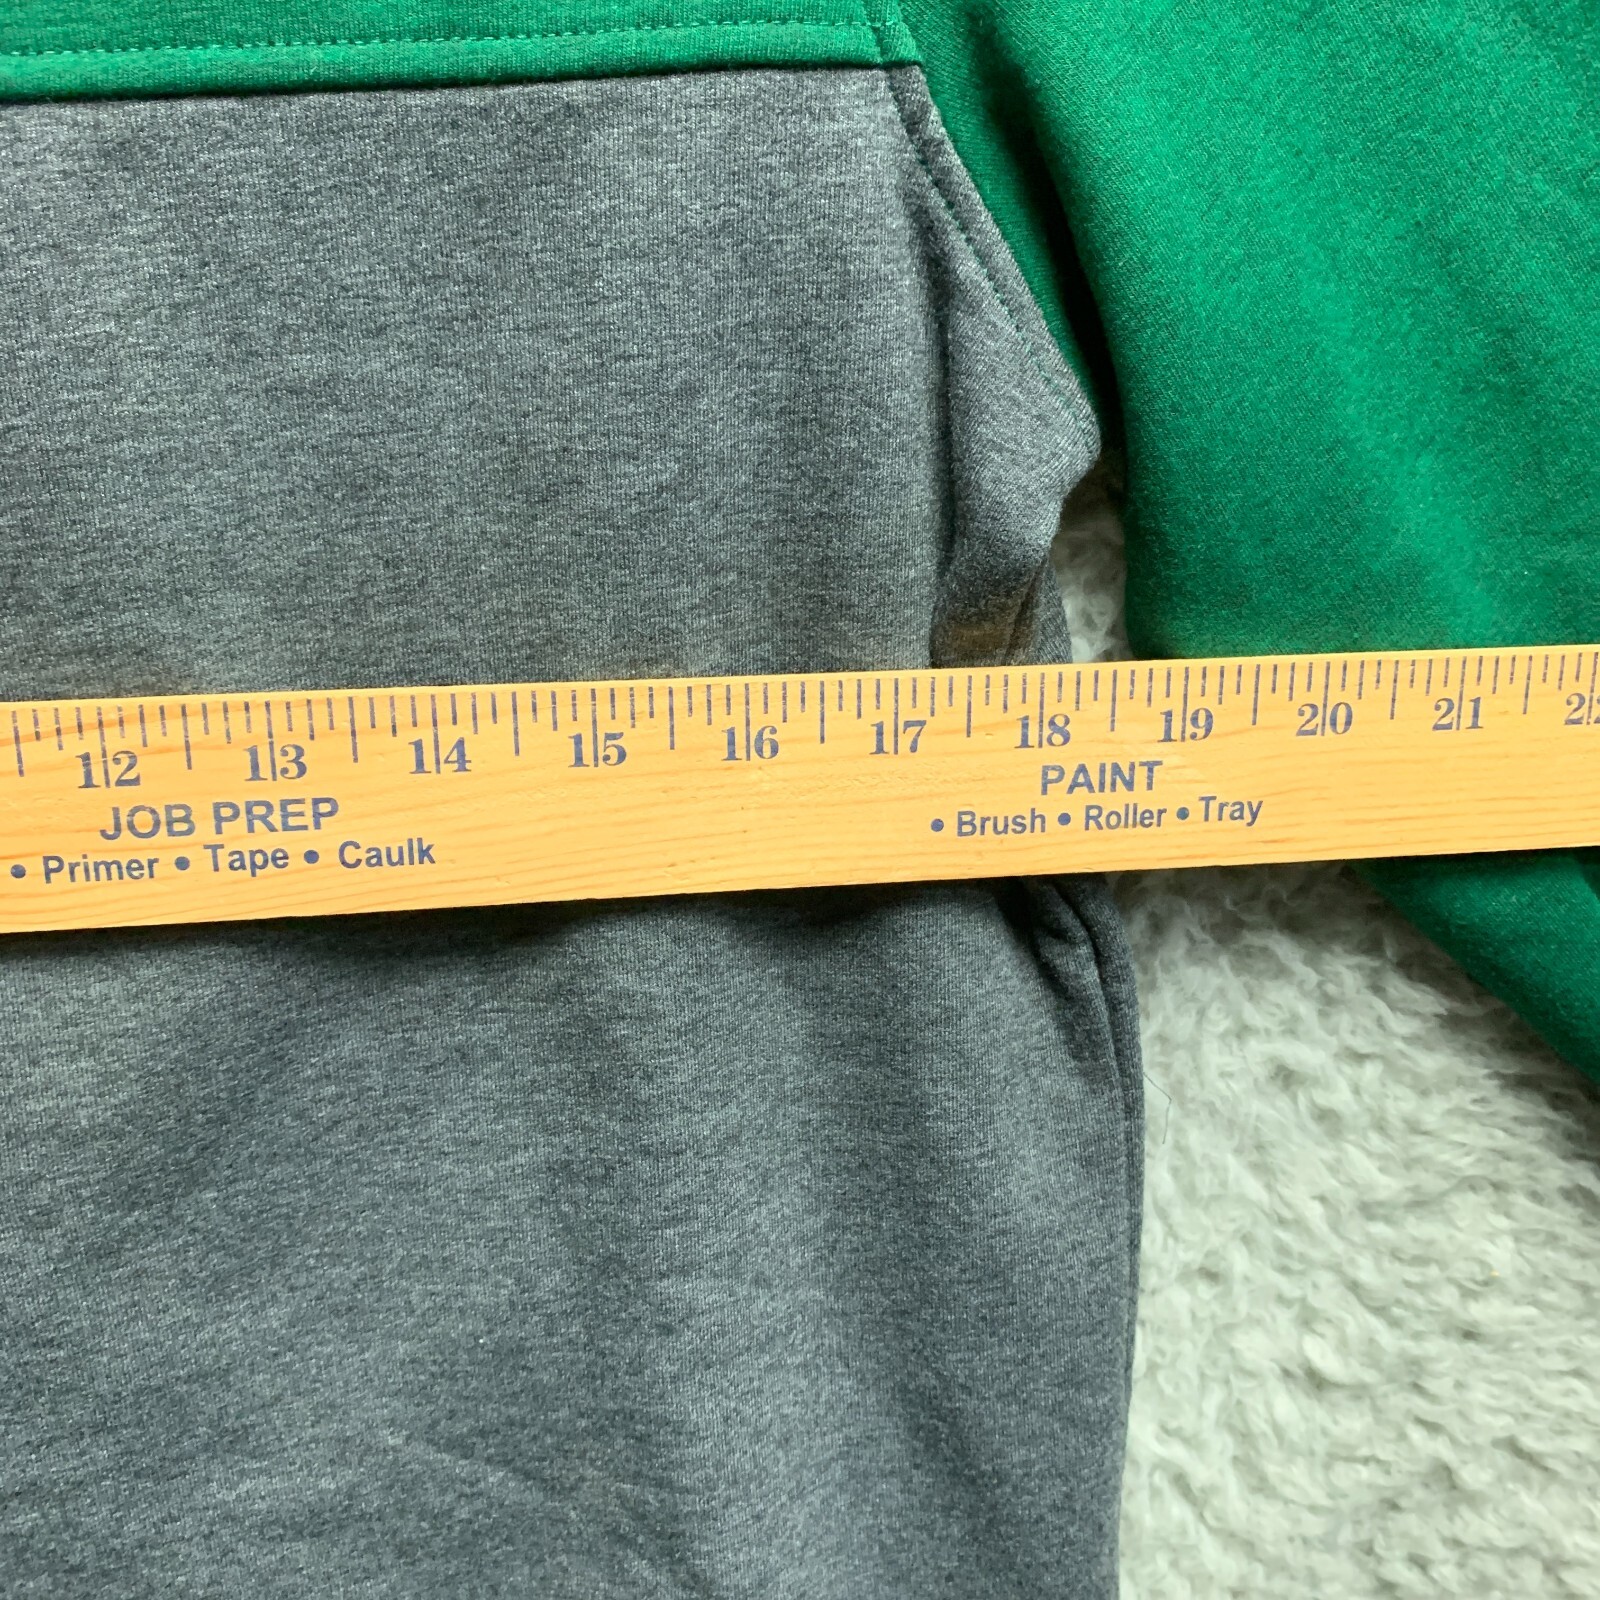 12 13 14 15 16 17 18 19 20 21
JOB PREP
• Primer • Tape • Caulk
PAINT
• Brush • Roller • Tray